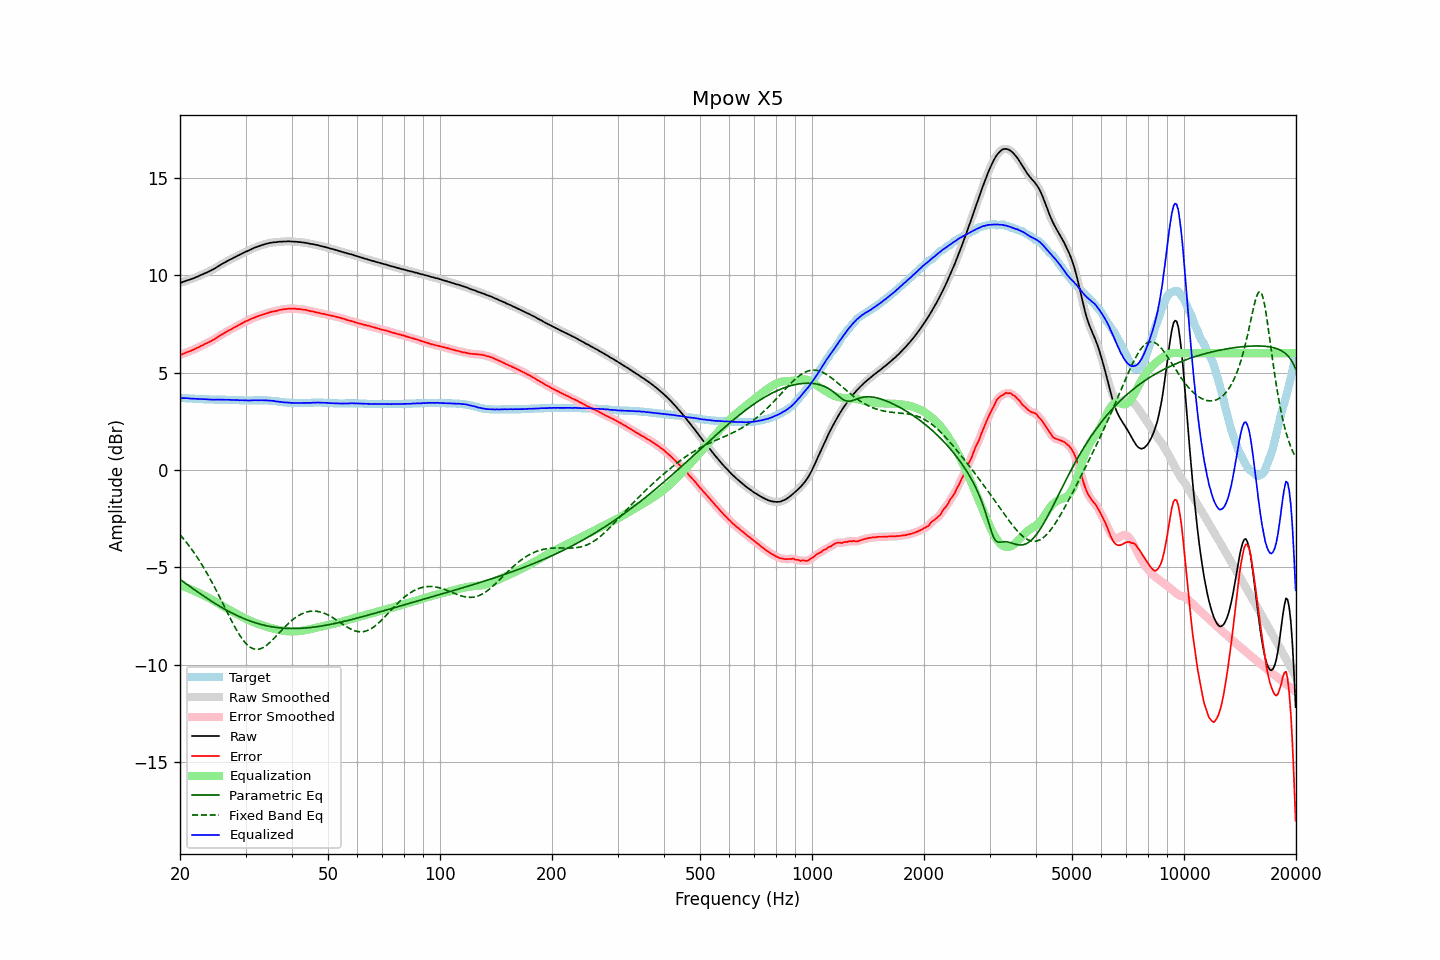 Mpow X5
Amplitude (dBr)
15
10
5
0
−5
−10
−15
Target
Raw Smoothed
Error Smoothed
Raw
Error
Equalization
Parametric Eq
Fixed Band Eq
Equalized
20 50 100 200 500 1000 2000 5000 10000 20000
Frequency (Hz)